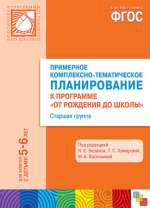 ФГОС
ПРИМЕРНОЕ
КОМПЛЕКСНО-ТЕМАТИЧЕСКОЕ
ПЛАНИРОВАНИЕ
К ПРОГРАММЕ
«ОТ РОЖДЕНИЯ ДО ШКОЛЫ»
Старшая группа
С ДЕТЬМИ 5-6 ЛЕТ
Под редакцией
Н. Е. Вераксы, Т. С. Комаровой,
М. А. Васильевой